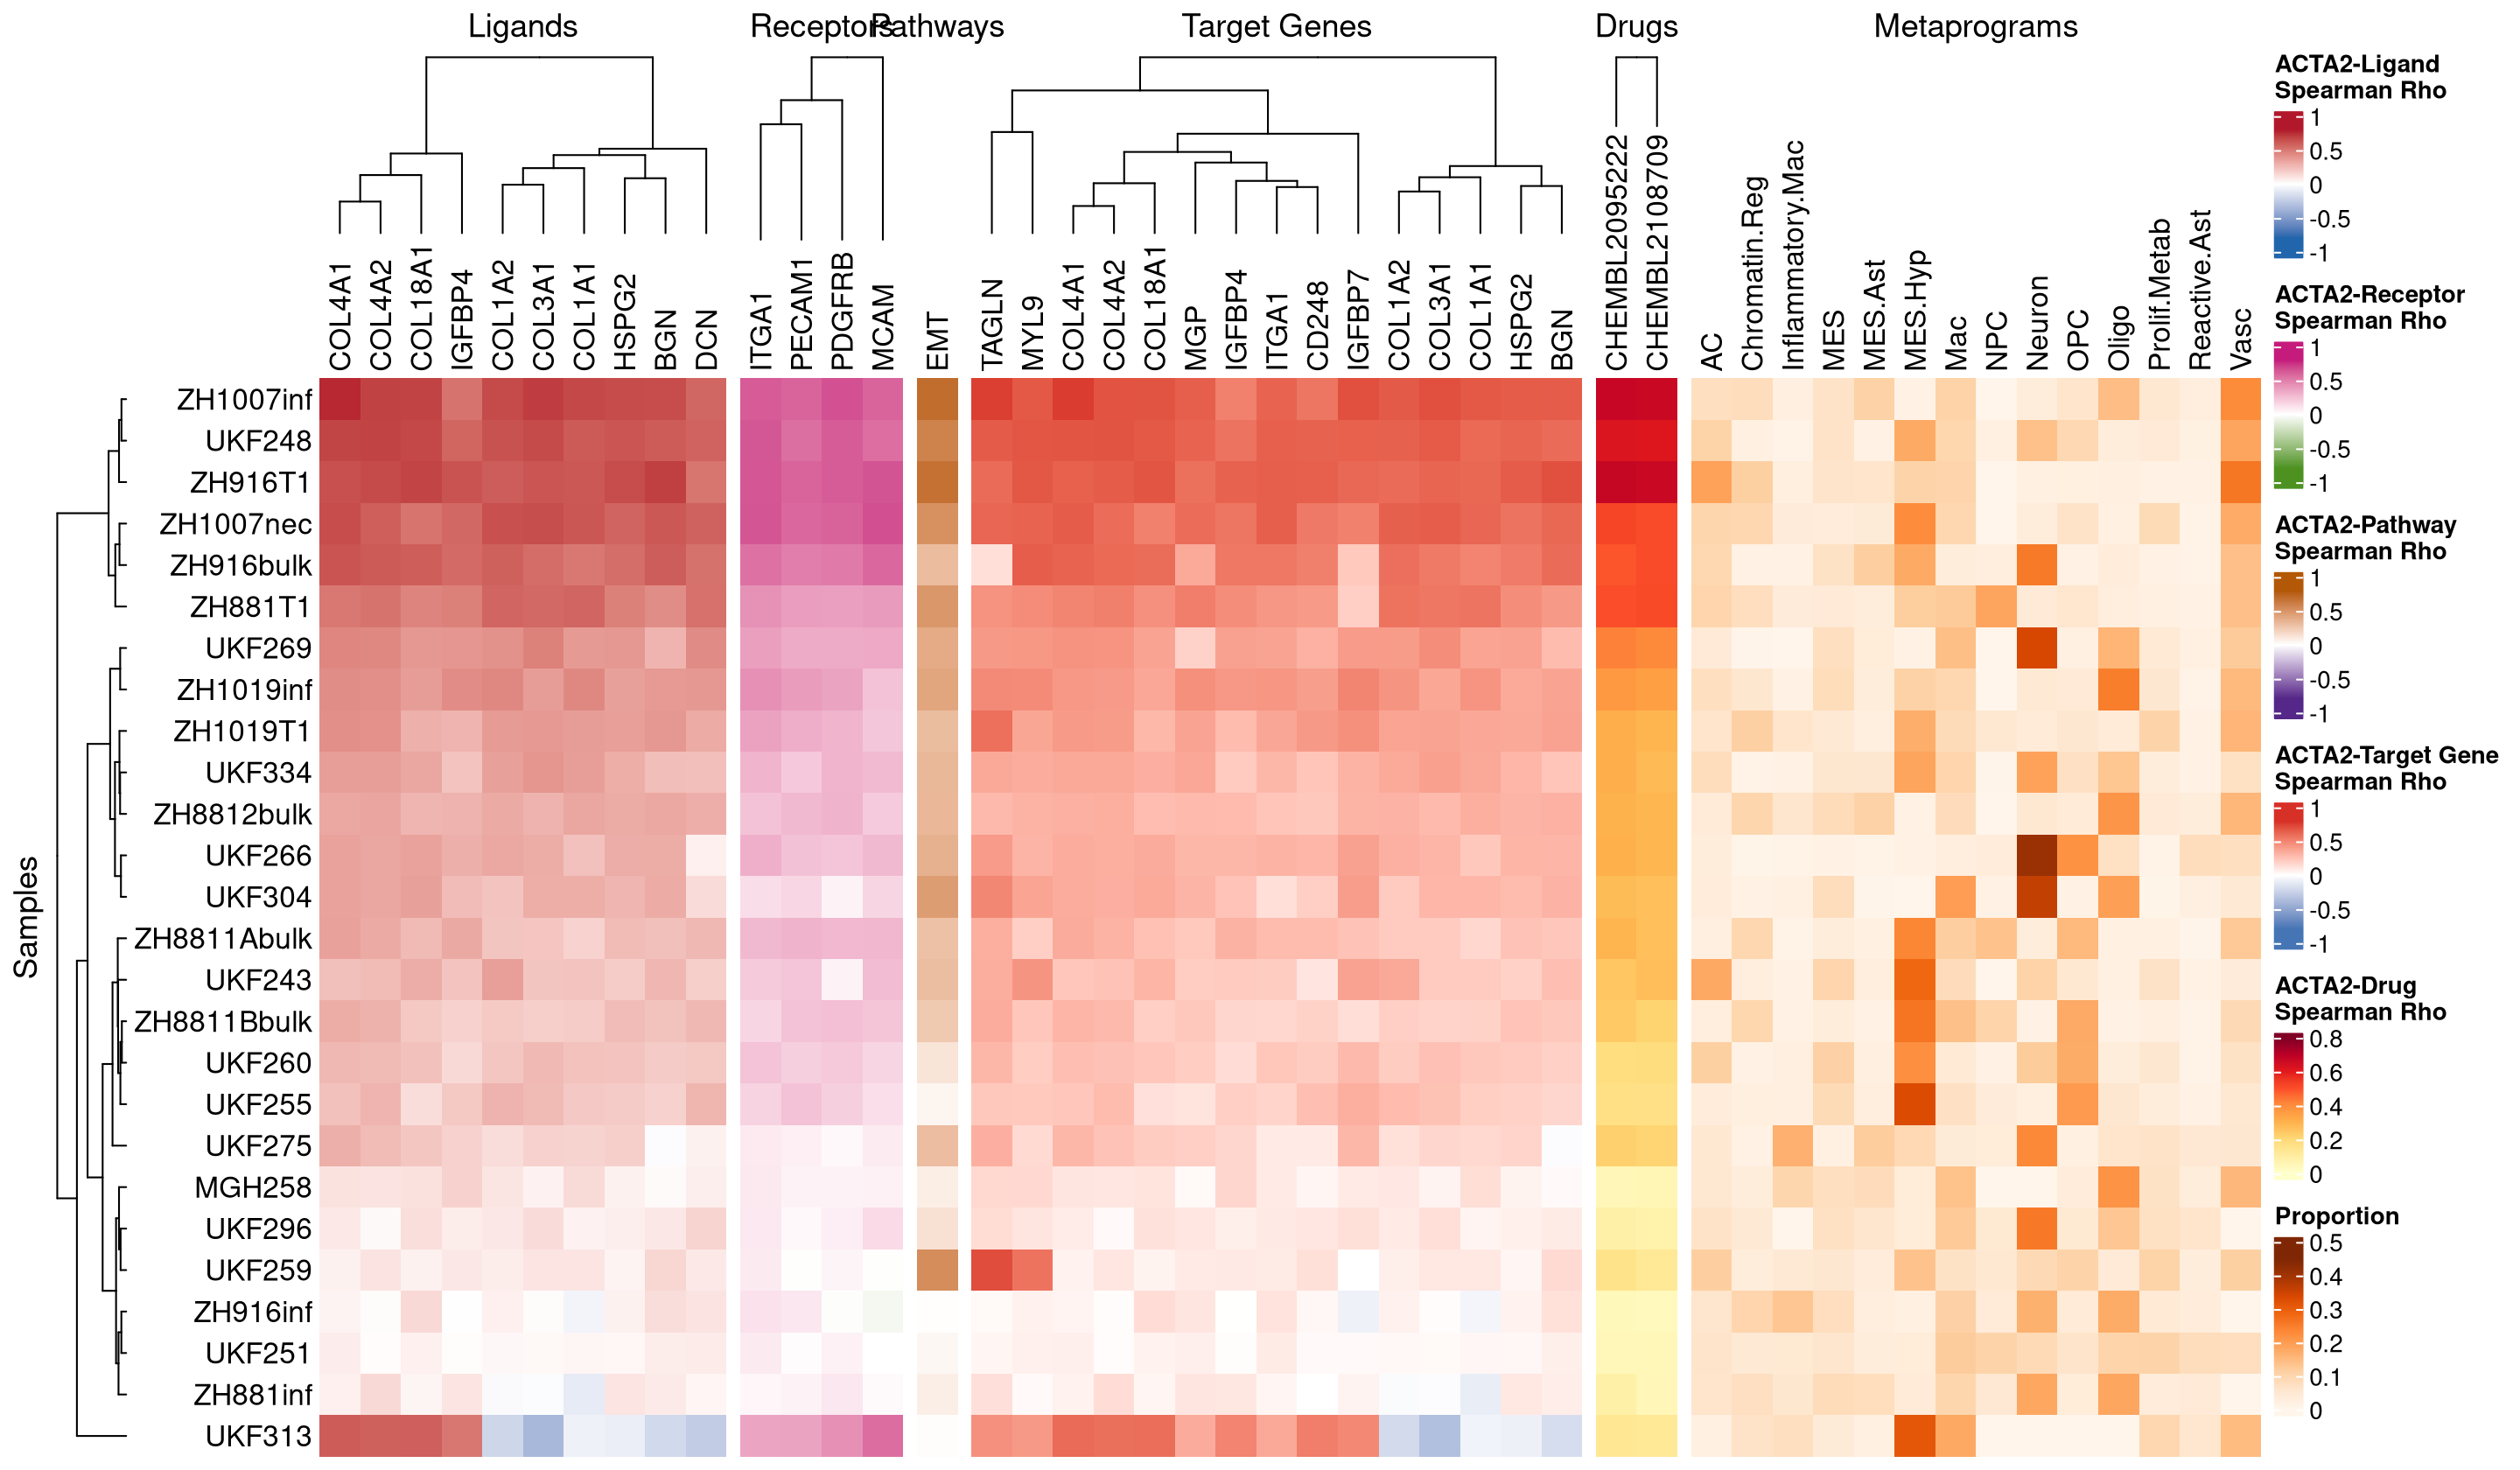 Ligands
Receptors
Pathways
Target Genes
Drugs
Metaprograms
COL4A1
COL4A2
COL18A1
IGFBP4
COL1A2
COL3A1
COL1A1
HSPG2
BGN
DCN
ITGA1
PECAM1
PDGFRB
MCAM
EMT
TAGLN
MYL9
COL4A1
COL4A2
COL18A1
MGP
IGFBP4
ITGA1
CD248
IGFBP7
COL1A2
COL3A1
COL1A1
HSPG2
BGN
CHEMBL2095222
CHEMBL2108709
AC
Chromatin.Reg
Inflammatory.Mac
MES
MES.Ast
MES.Hyp
Mac
NPC
Neuron
OPC
Oligo
Prolif.Metab
Reactive.Ast
Vasc
Samples
ZH1007inf
UKF248
ZH916T1
ZH1007nec
ZH916bulk
ZH881T1
UKF269
ZH1019inf
ZH1019T1
UKF334
ZH8812bulk
UKF266
UKF304
ZH8811Abulk
UKF243
ZH8811Bbulk
UKF260
UKF255
UKF275
MGH258
UKF296
UKF259
ZH916inf
UKF251
ZH881inf
UKF313
ACTA2-Ligand
Spearman Rho
1
0.5
0
-0.5
-1
ACTA2-Receptor
Spearman Rho
1
0.5
0
-0.5
-1
ACTA2-Pathway
Spearman Rho
1
0.5
0
-0.5
-1
ACTA2-Target Gene
Spearman Rho
1
0.5
0
-0.5
-1
ACTA2-Drug
Spearman Rho
0.8
0.6
0.4
0.2
0
Proportion
0.5
0.4
0.3
0.2
0.1
0